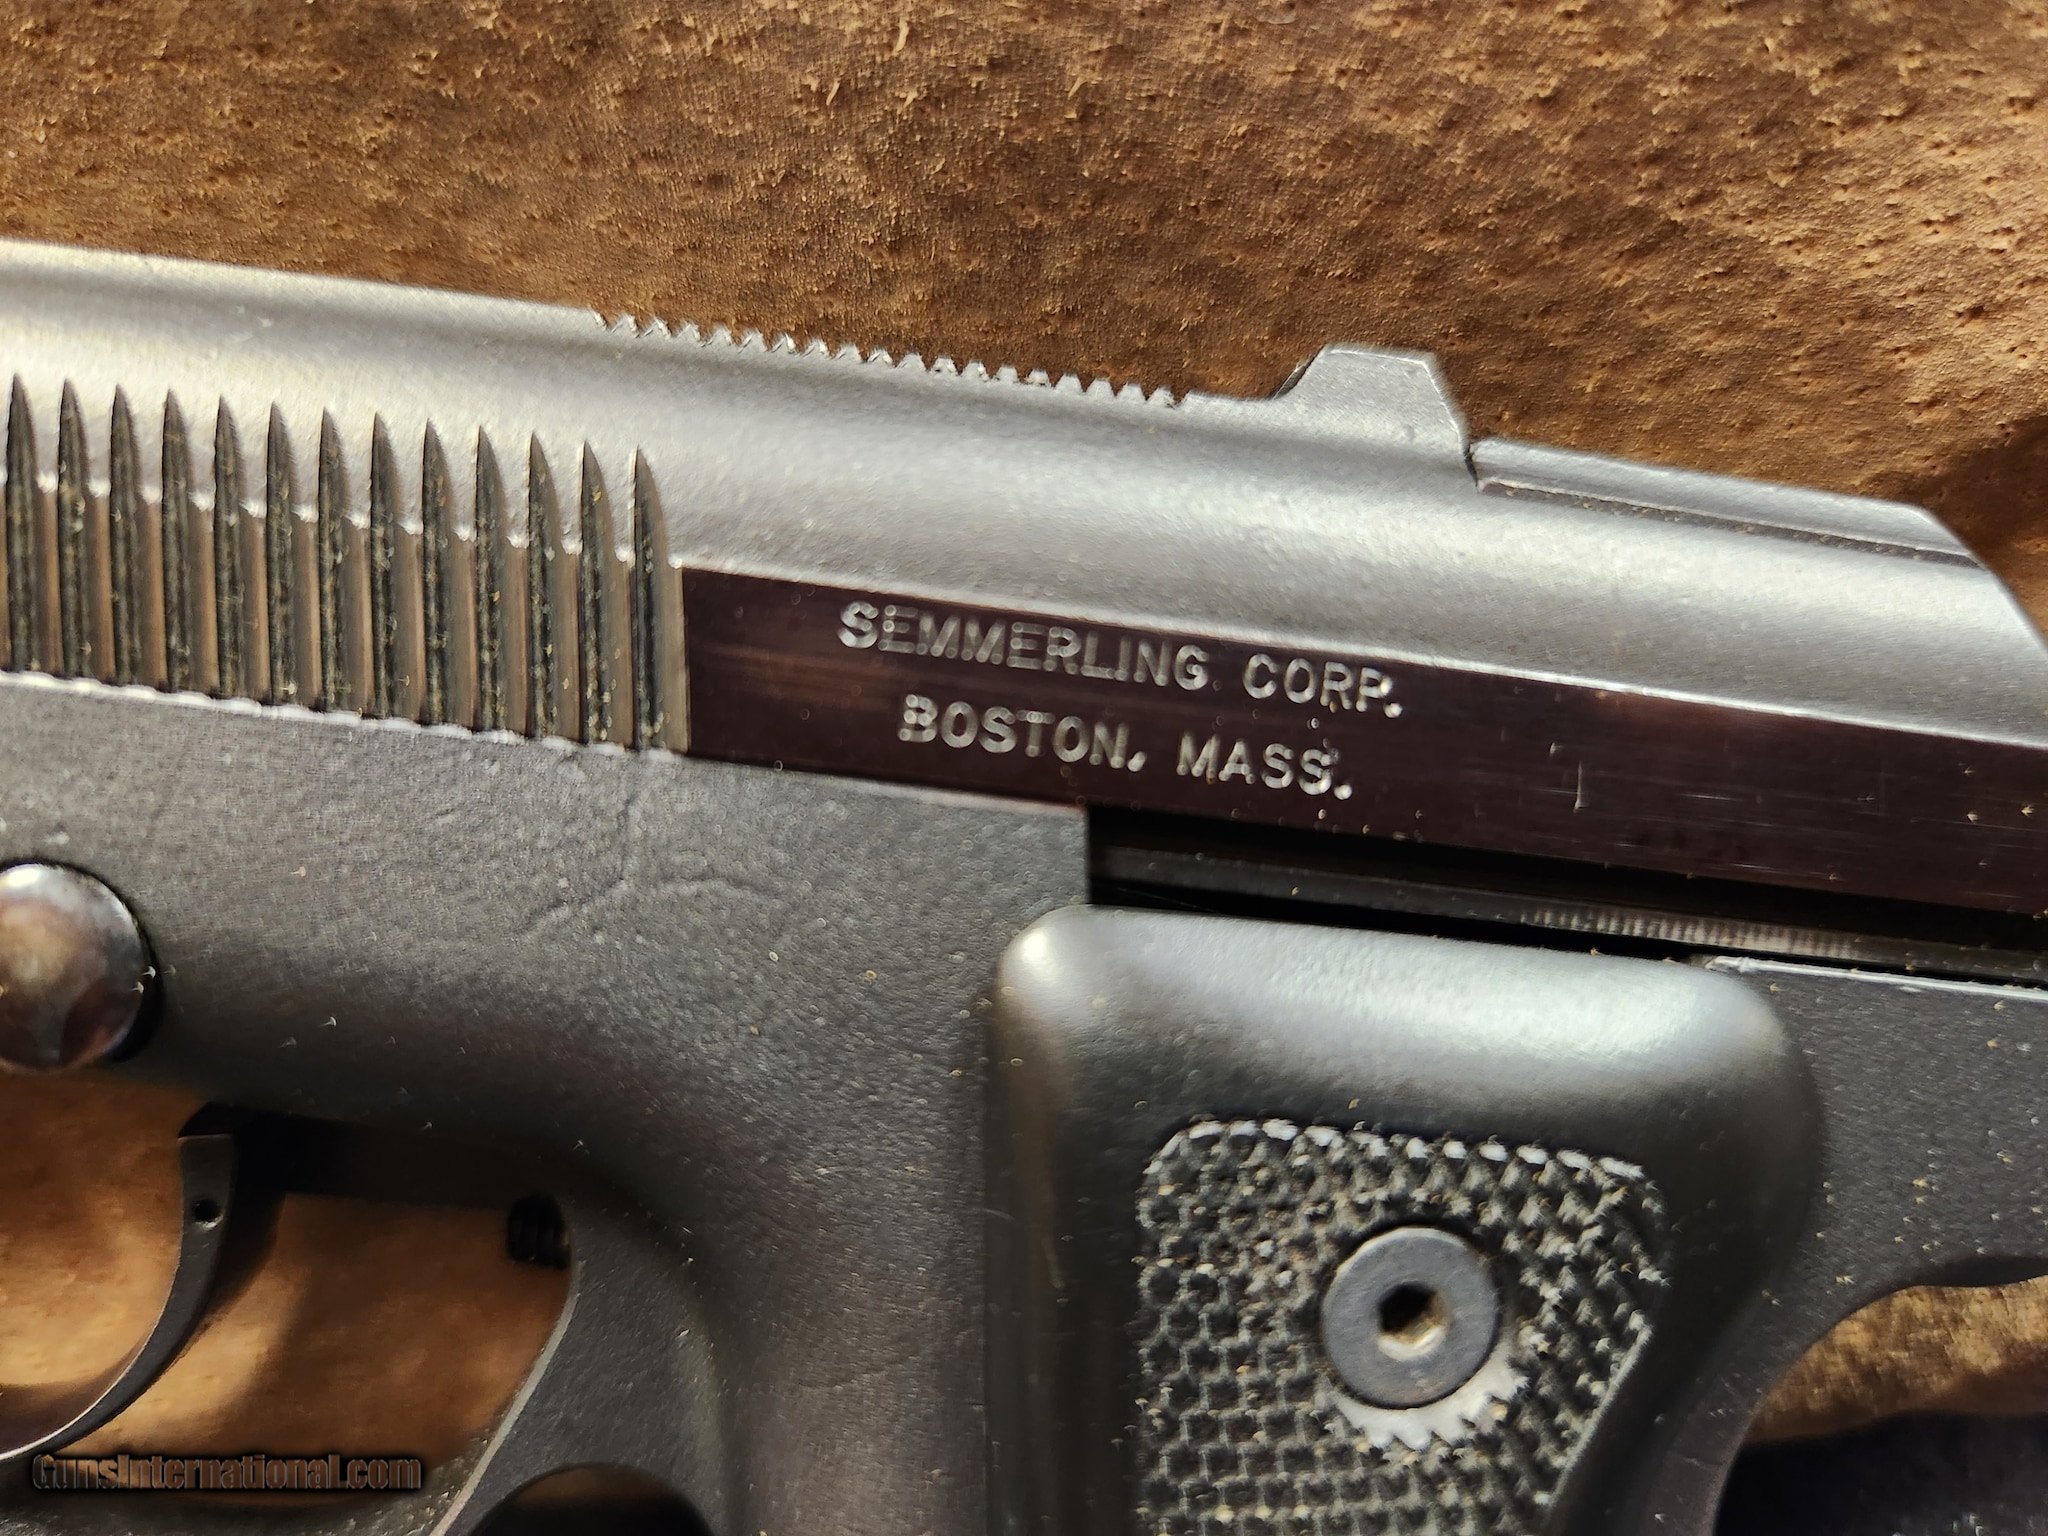 SEMMERLING CORP.
BOSTON, MASS.
GunsInternational.com